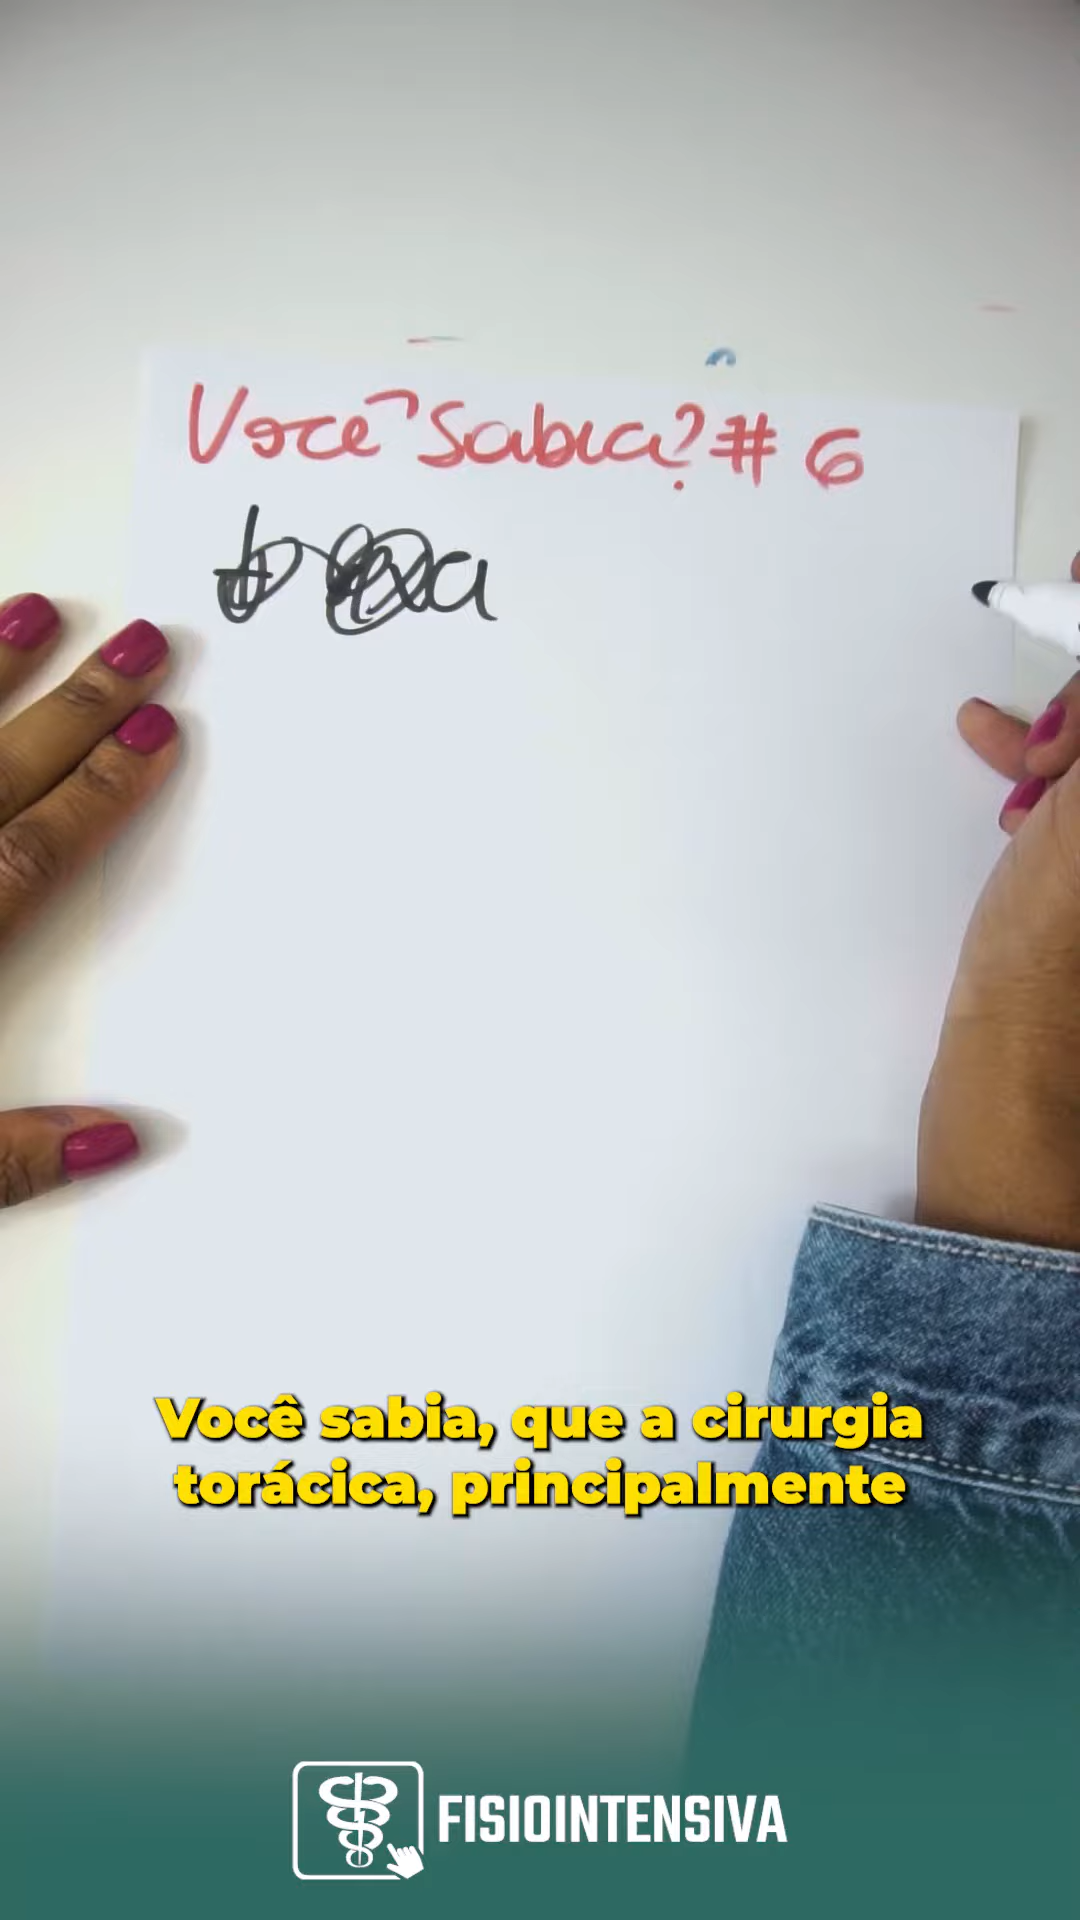 Você Sabia? # 6
Você sabia, que a cirurgia
torácica, principalmente
FISIOINTENSIVA